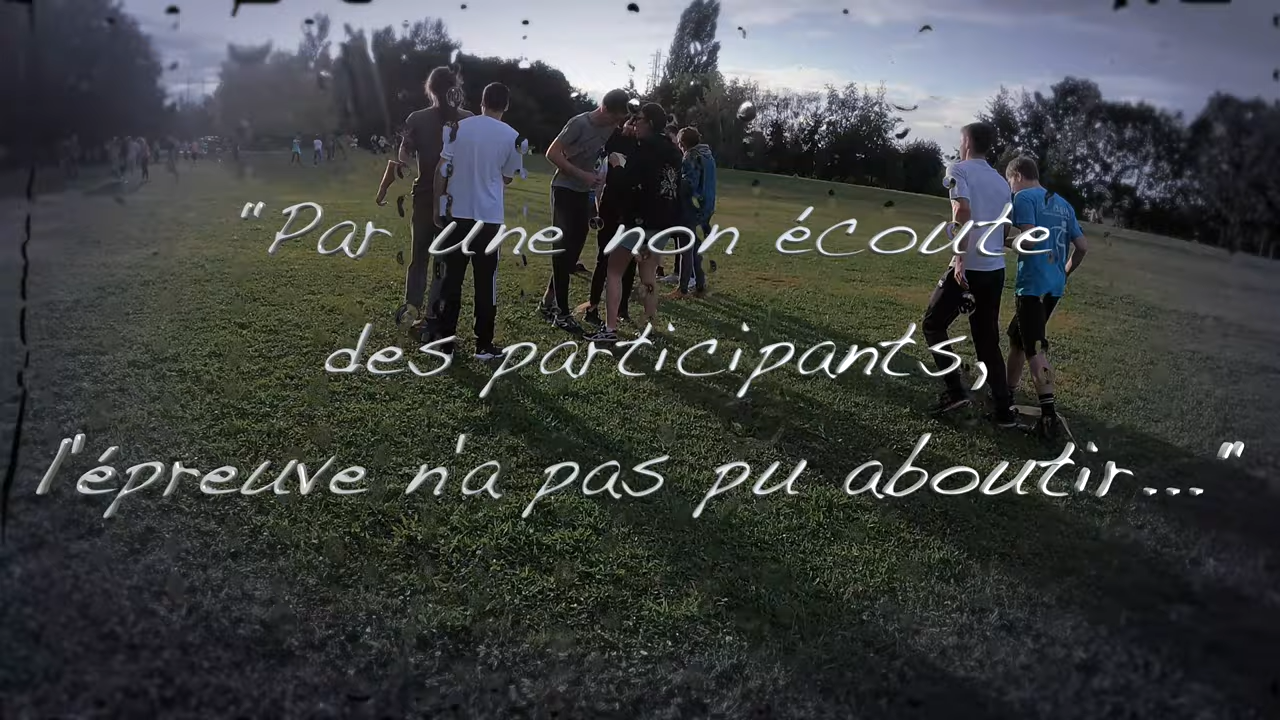 "Par une non écoute
des participants,
l'épreuve n'a pas pu aboutir..."